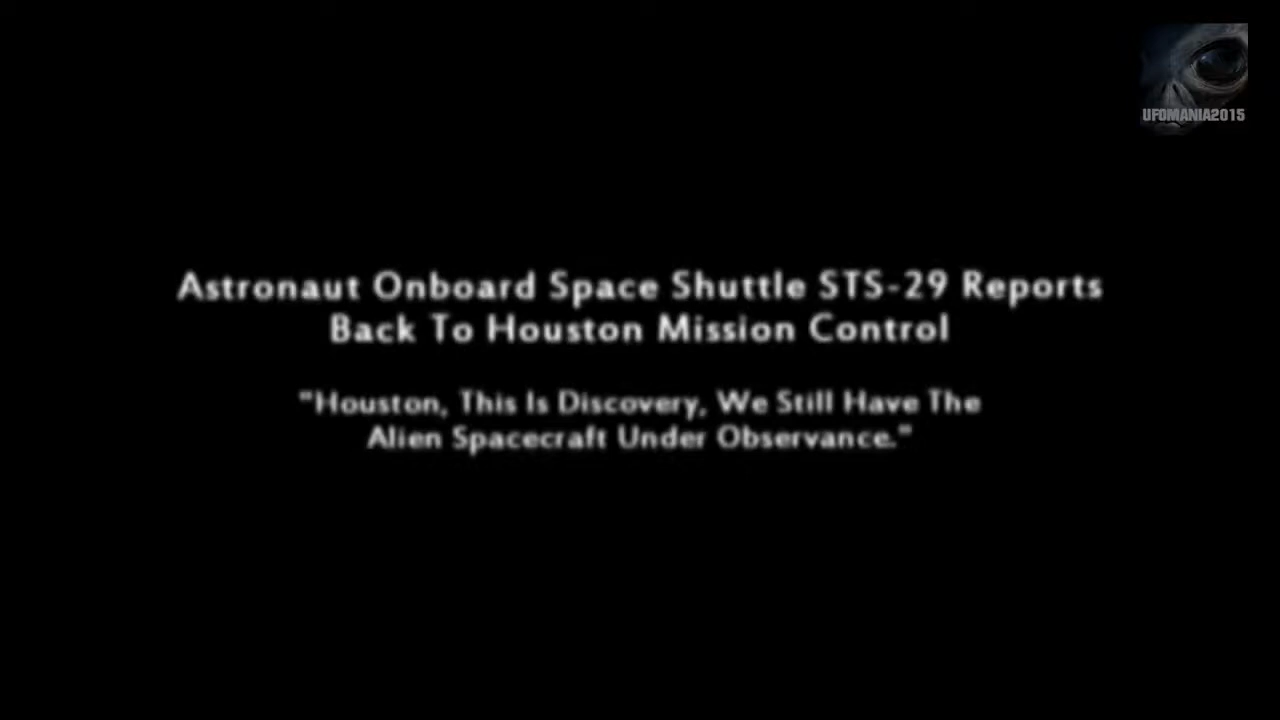 UFOMANIA2015
Astronaut Onboard Space Shuttle STS-29 Reports
Back To Houston Mission Control
"Houston, This Is Discovery, We Still Have The
Alien Spacecraft Under Observance."